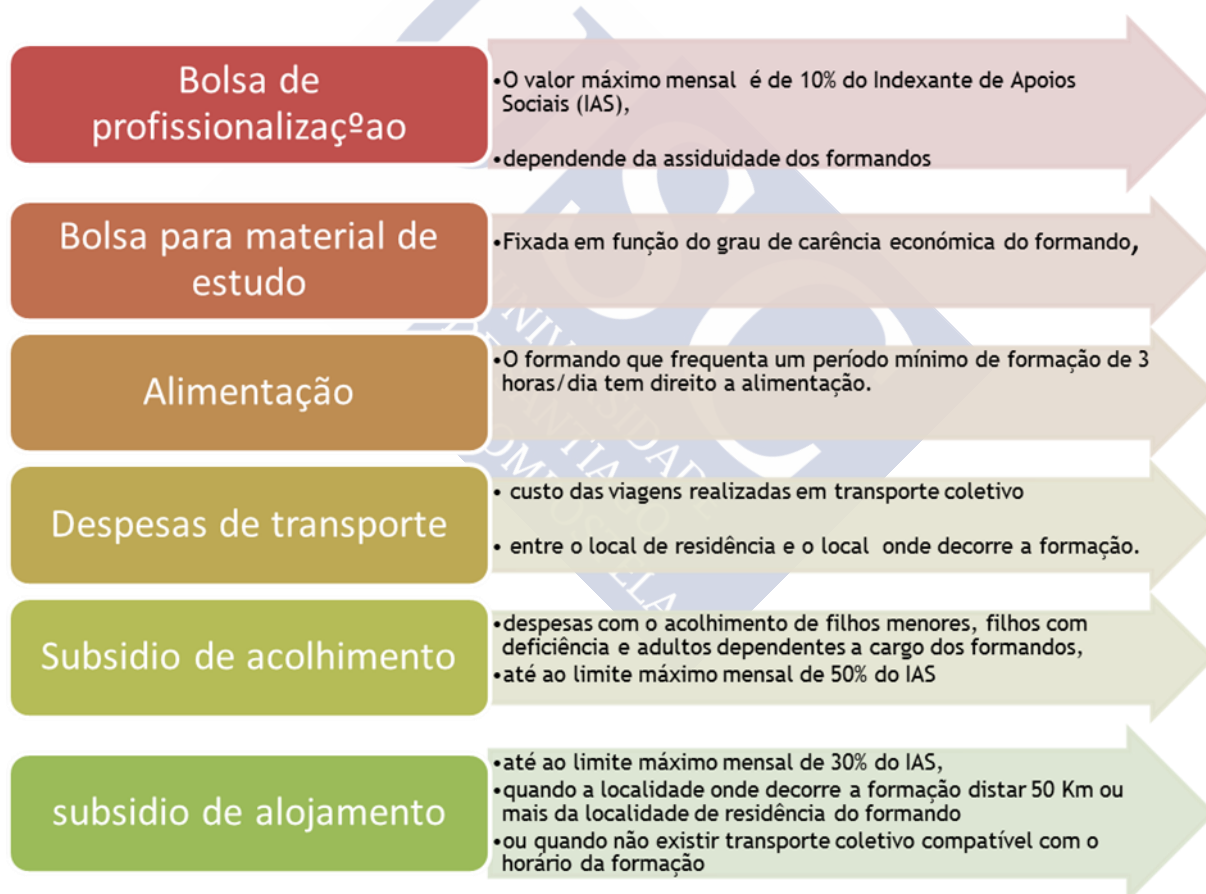 Bolsa de
profissionalizaçºao
•O valor máximo mensal é de 10% do Indexante de Apoios
Sociais (IAS),
•dependende da assiduidade dos formandos
Bolsa para material de
estudo
•Fixada em função do grau de carência económica do formando,
Alimentação
•O formando que frequenta um período mínimo de formação de 3
horas/dia tem direito a alimentação.
Despesas de transporte
• custo das viagens realizadas em transporte coletivo
• entre o local de residência e o local onde decorre a formação.
Subsidio de acolhimento
•despesas com o acolhimento de filhos menores, filhos com
deficiência e adultos dependentes a cargo dos formandos,
•até ao limite máximo mensal de 50% do IAS
subsidio de alojamento
•até ao limite máximo mensal de 30% do IAS,
•quando a localidade onde decorre a formação distar 50 Km ou
mais da localidade de residência do formando
•ou quando não existir transporte coletivo compatível com o
horário da formação
USC